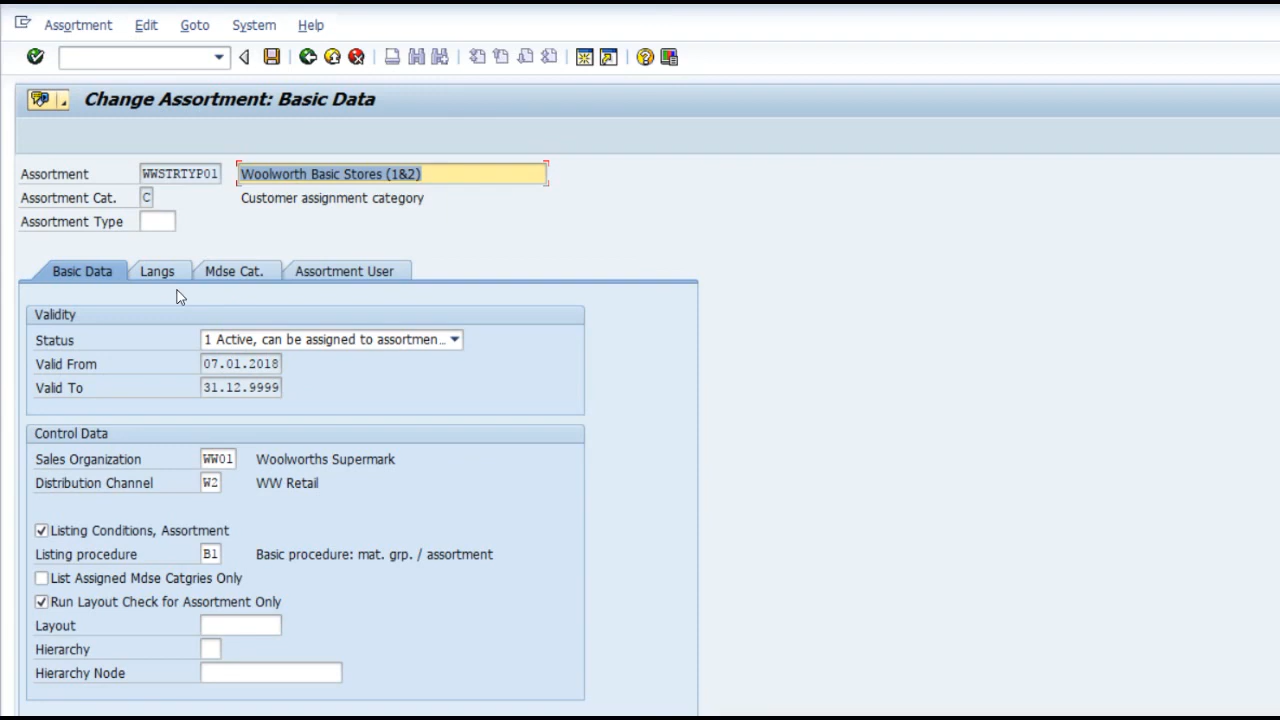 Assortment Edit Goto System Help
Change Assortment: Basic Data
Assortment WWSTRTYP01 Woolworth Basic Stores (1&2)
Assortment Cat. C Customer assignment category
Assortment Type
Basic Data Langs Mdse Cat. Assortment User
Validity
Status 1 Active, can be assigned to assortmen...
Valid From 07.01.2018
Valid To 31.12.9999
Control Data
Sales Organization WW01 Woolworths Supermark
Distribution Channel W2 WW Retail
Listing Conditions, Assortment
Listing procedure B1 Basic procedure: mat. grp. / assortment
List Assigned Mdse Catgries Only
Run Layout Check for Assortment Only
Layout
Hierarchy
Hierarchy Node